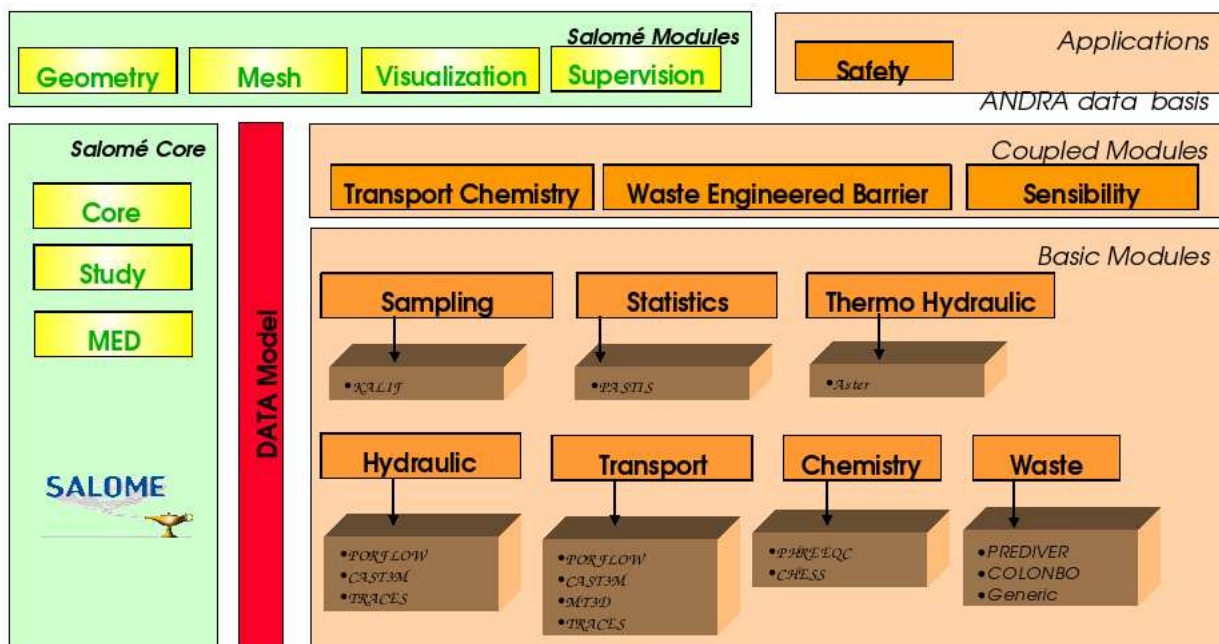 Salomé Modules
Geometry
Mesh
Visualization
Supervision
Applications
Safety
ANDRA data basis
Salomé Core
Core
Study
MED
SALOME
DATA Model
Coupled Modules
Transport Chemistry
Waste Engineered Barrier
Sensibility
Basic Modules
Sampling
•KALIF
Statistics
•PASTIS
Thermo Hydraulic
•Aster
Hydraulic
•PORFLOW
•CAST3M
•TRACES
Transport
•PORFLOW
•CAST3M
•MT3D
•TRACES
Chemistry
•PHREEQC
•CHESS
Waste
•PREDIVER
•COLONBO
•Generic